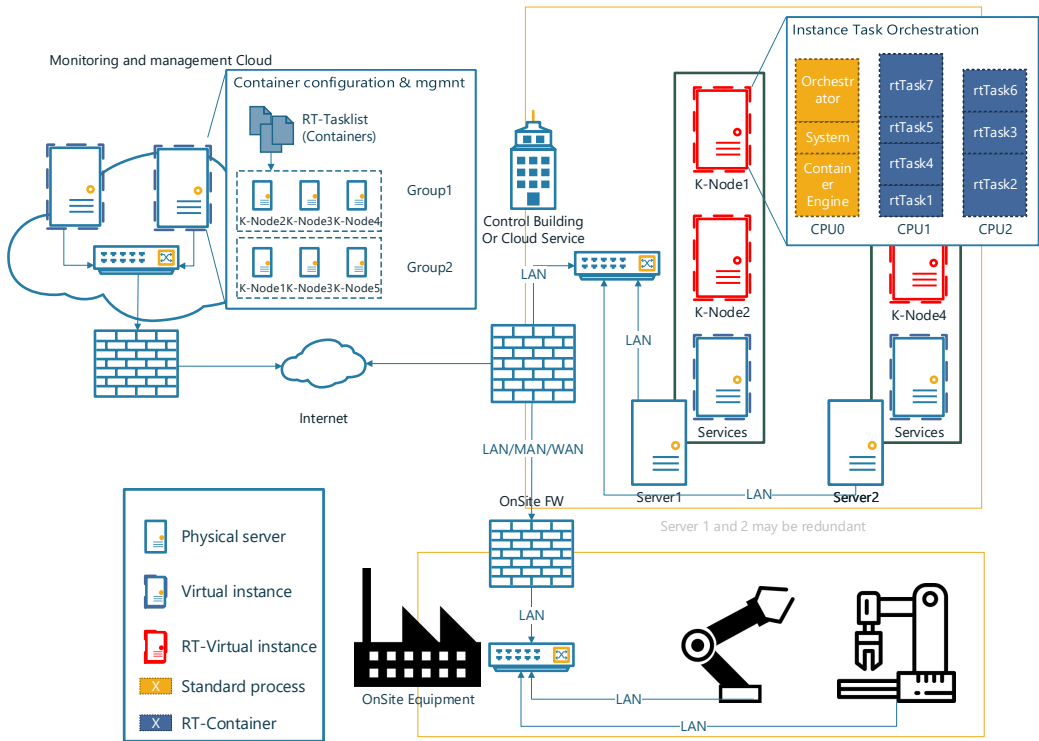 Monitoring and management Cloud
Container configuration & mgmnt
RT-Tasklist
(Containers)
Group1
K-Node2
K-Node3
K-Node4
Group2
K-Node1
K-Node3
K-Node5
Internet
Control Building
Or Cloud Service
LAN
LAN
LAN/MAN/WAN
OnSite FW
K-Node1
K-Node2
Services
Server1
LAN
Instance Task Orchestration
Orchestr
ator
System
Contain
er
Engine
CPU0
rtTask7
rtTask5
rtTask4
rtTask1
CPU1
rtTask6
rtTask3
rtTask2
CPU2
K-Node4
Services
Server2
Server 1 and 2 may be redundant
LAN
OnSite Equipment
LAN
LAN
Physical server
Virtual instance
RT-Virtual instance
X
Standard process
X
RT-Container